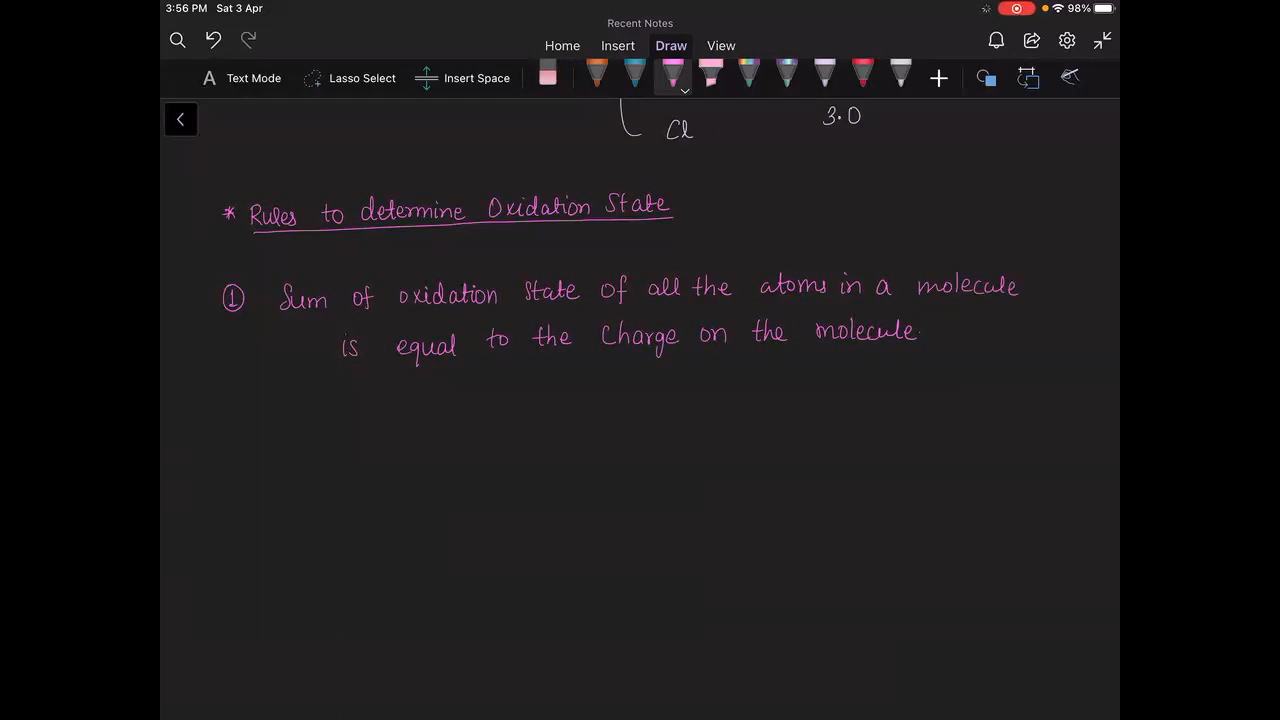 3:56 PM Sat 3 Apr
98%
Recent Notes
Home Insert Draw View
A Text Mode Lasso Select Insert Space
Cl 3.0
* Rules to determine Oxidation State
① Sum of oxidation State of all the atoms in a molecule
is equal to the Charge on the molecule